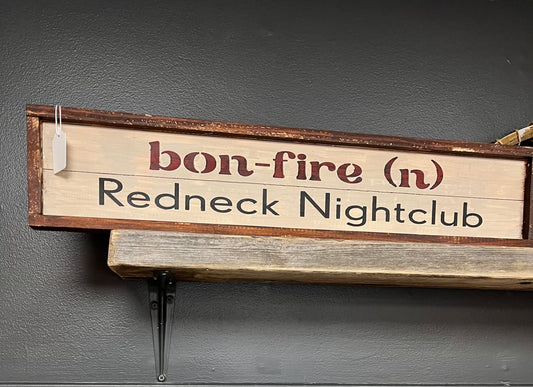 bon-fire (n)
Redneck Nightclub